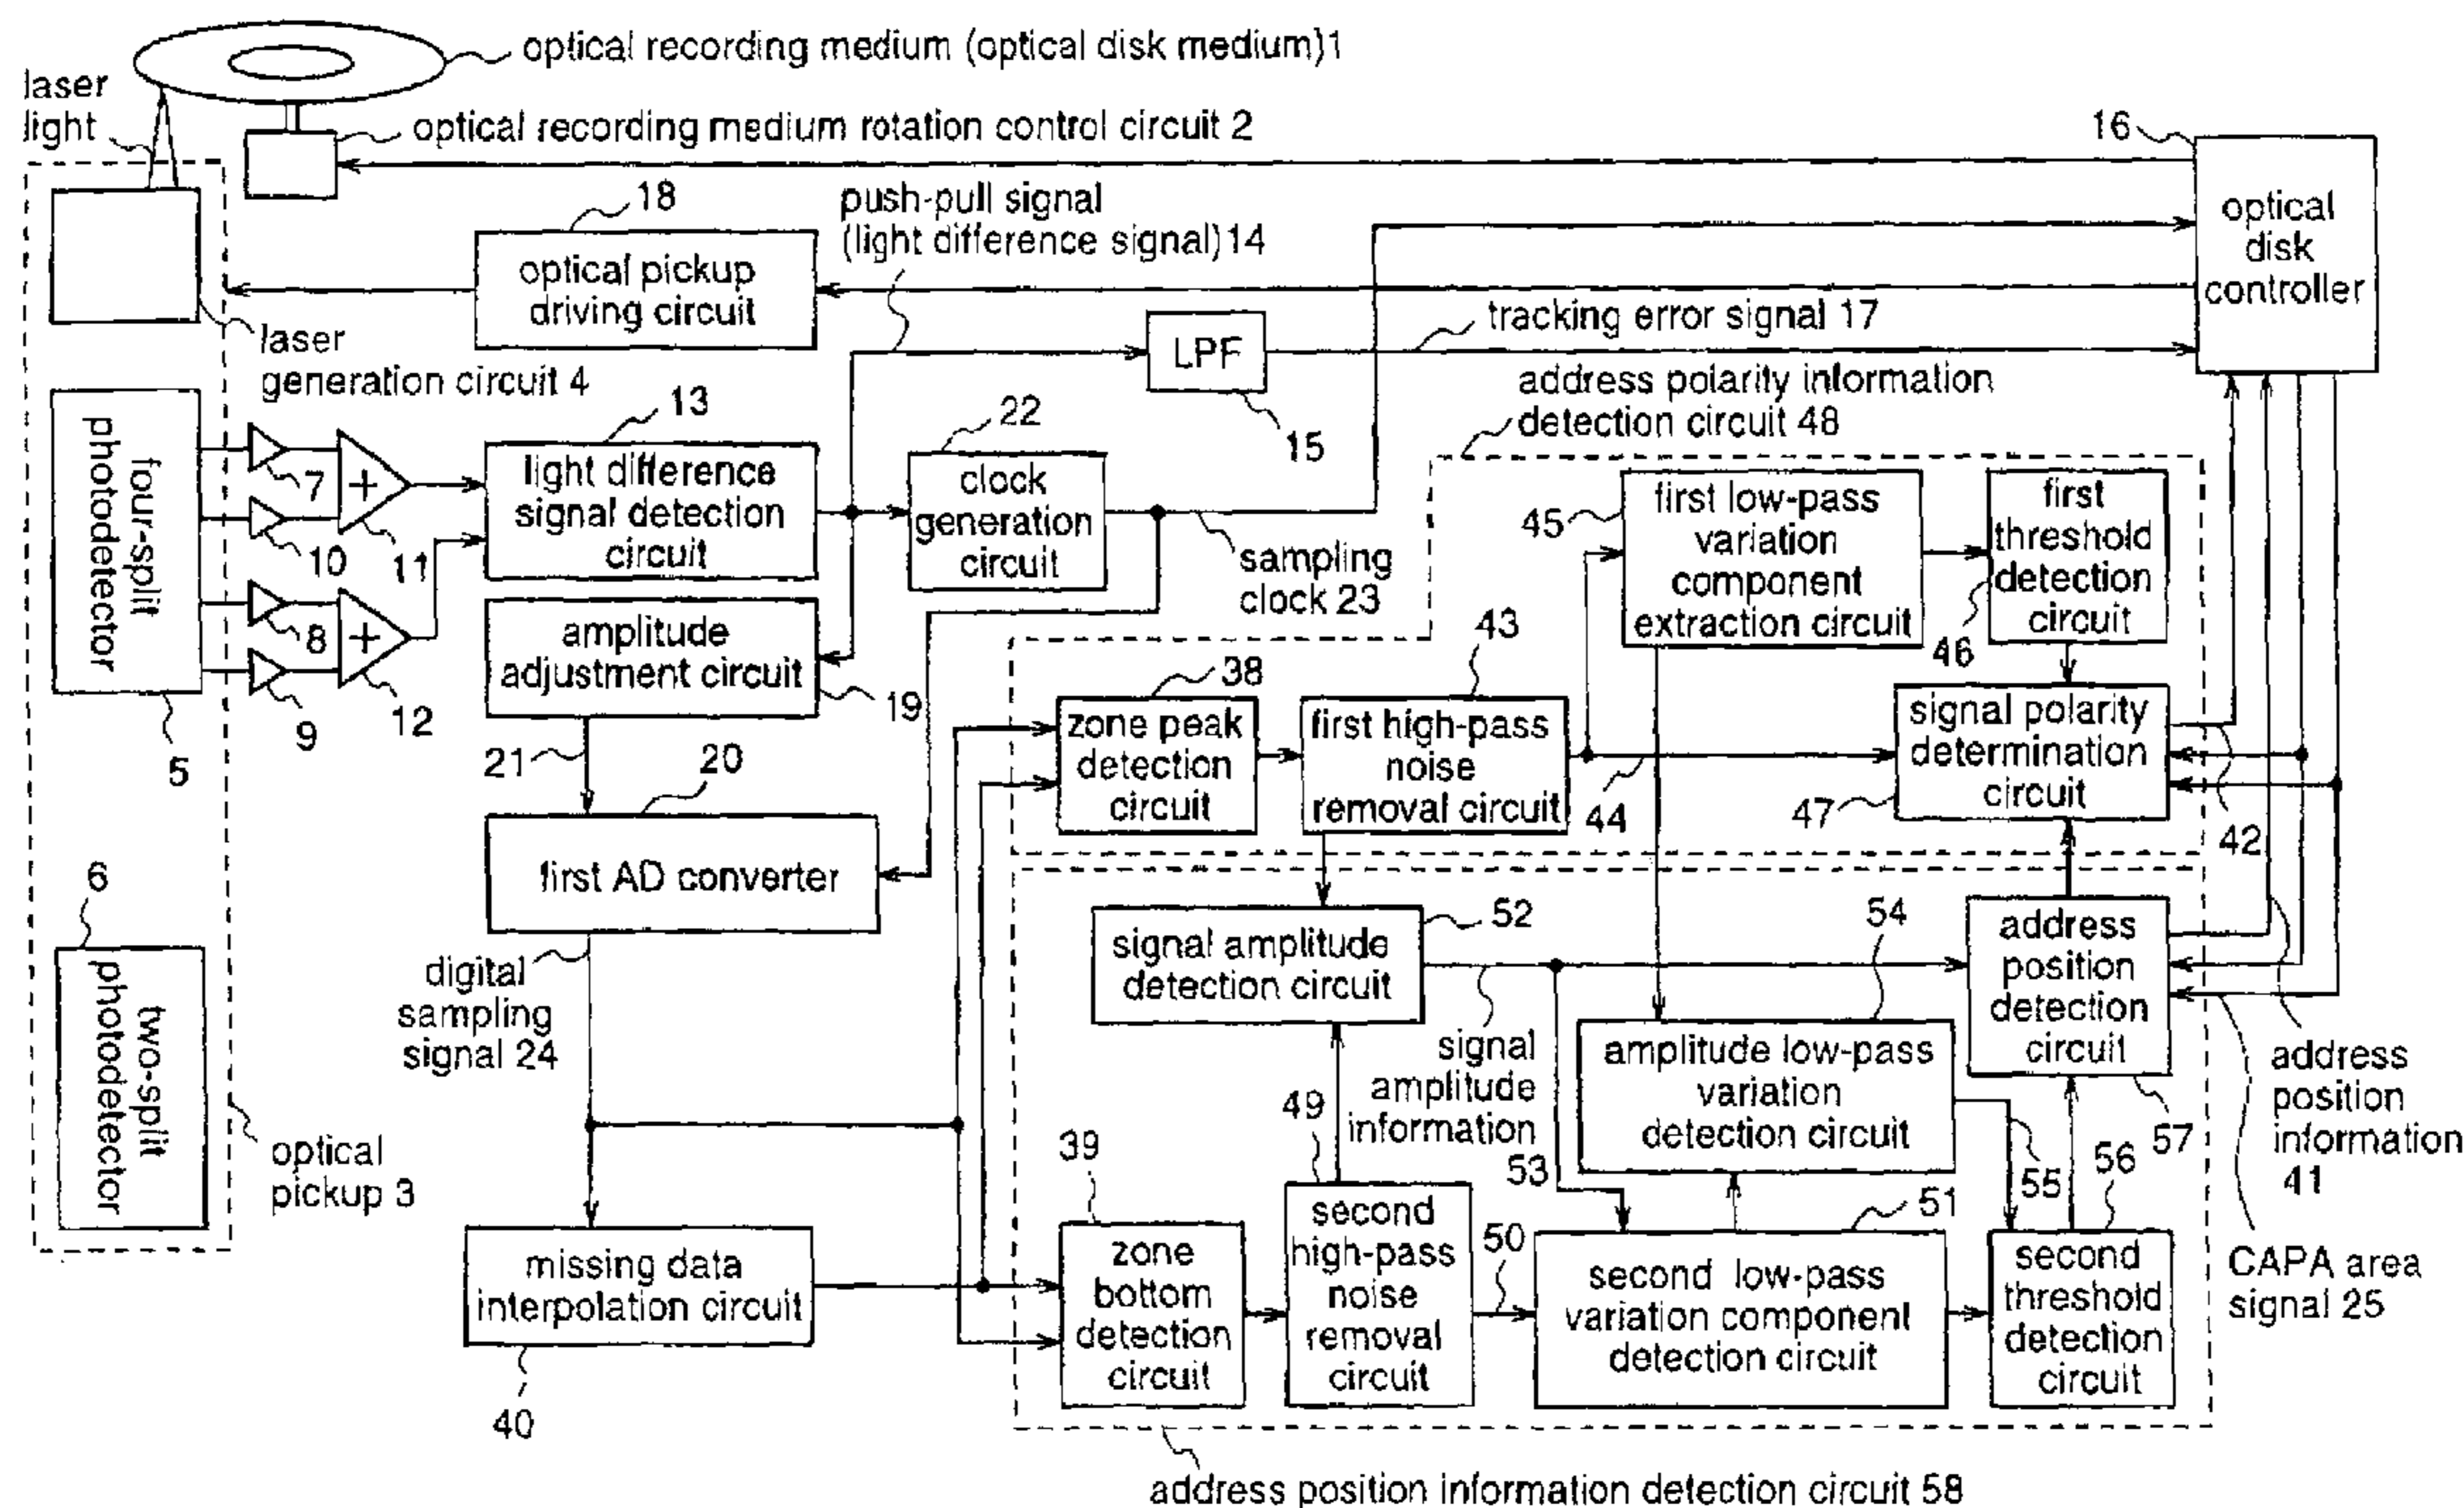 optical recording medium (optical disk medium)1
laser
light
optical recording medium rotation control circuit 2
16
optical
disk
controller
18
push-pull signal
(light difference signal)14
optical pickup
driving circuit
laser
generation circuit 4
LPF
15
tracking error signal 17
address polarity information
detection circuit 48
four-split
photodetector
5
7
10
8
9
+
11
+
12
13
light difference
signal detection
circuit
22
clock
generation
circuit
sampling
clock 23
amplitude
adjustment circuit
19
21
20
first AD converter
digital
sampling
signal 24
6
two-split
photodetector
optical
pickup 3
missing data
interpolation circuit
40
45
first low-pass
variation
component
extraction circuit
first
threshold
detection
circuit
46
38
zone peak
detection
circuit
43
first high-pass
noise
removal circuit
44
signal polarity
determination
circuit
47
42
52
signal amplitude
detection circuit
signal
amplitude
information
53
54
amplitude low-pass
variation
detection circuit
55
address
position
detection
circuit
57
address
position
information
41
CAPA area
signal 25
39
zone
bottom
detection
circuit
49
second
high-pass
noise
removal
circuit
50
51
second low-pass
variation component
detection circuit
56
second
threshold
detection
circuit
address position information detection circuit 58